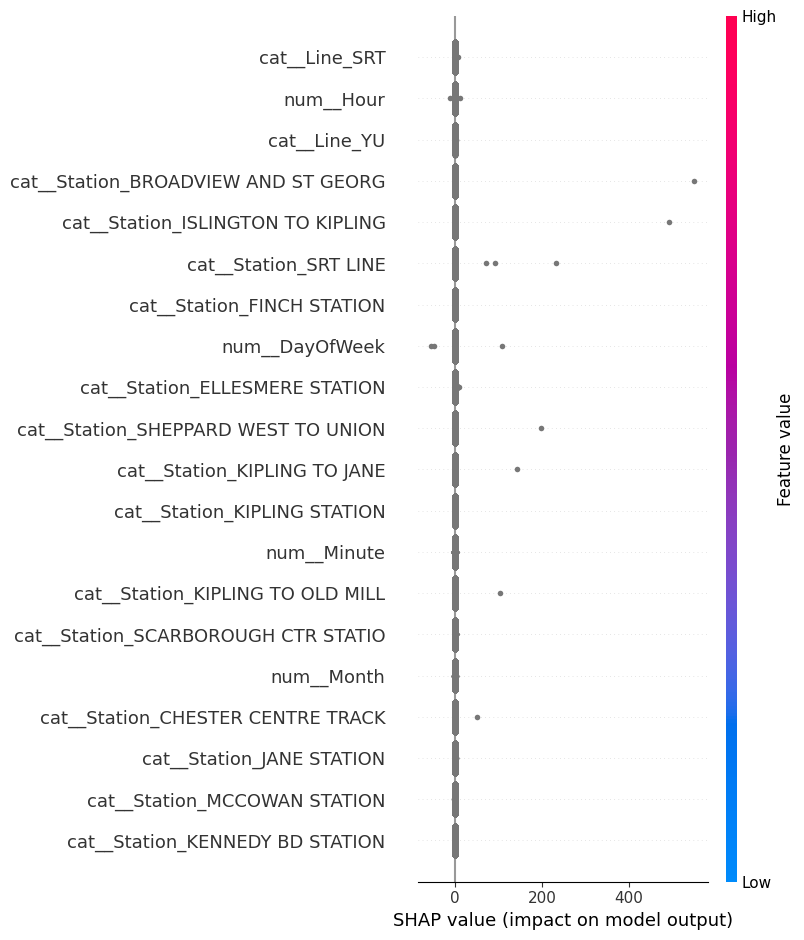 High
cat__Line_SRT
num__Hour
cat__Line_YU
cat__Station_BROADVIEW AND ST GEORG
cat__Station_ISLINGTON TO KIPLING
cat__Station_SRT LINE
cat__Station_FINCH STATION
num__DayOfWeek
cat__Station_ELLESMERE STATION
cat__Station_SHEPPARD WEST TO UNION
cat__Station_KIPLING TO JANE
cat__Station_KIPLING STATION
num__Minute
cat__Station_KIPLING TO OLD MILL
cat__Station_SCARBOROUGH CTR STATIO
num__Month
cat__Station_CHESTER CENTRE TRACK
cat__Station_JANE STATION
cat__Station_MCCOWAN STATION
cat__Station_KENNEDY BD STATION
Feature value
Low
0 200 400
SHAP value (impact on model output)